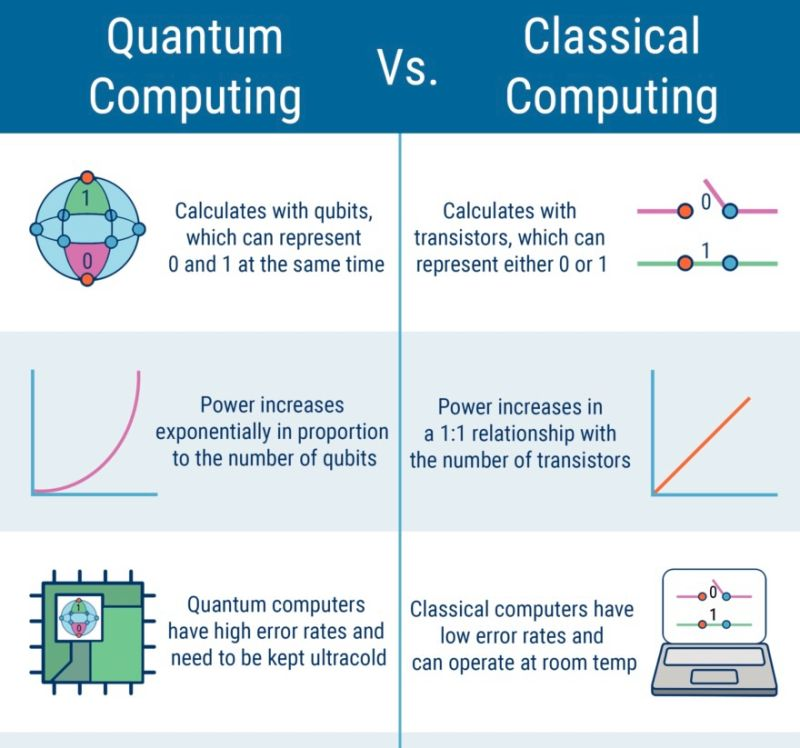 Quantum
Computing
Vs.
Classical
Computing
1
0
Calculates with qubits,
which can represent
0 and 1 at the same time
Calculates with
transistors, which can
represent either 0 or 1
0
1
Power increases
exponentially in proportion
to the number of qubits
Power increases in
a 1:1 relationship with
the number of transistors
1
0
Quantum computers
have high error rates and
need to be kept ultracold
Classical computers have
low error rates and
can operate at room temp
0
1